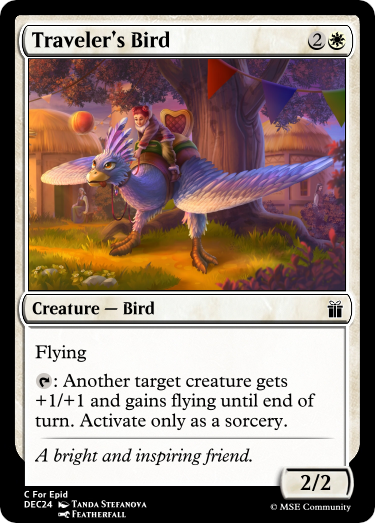 Traveler's Bird 2
Creature — Bird
Flying
: Another target creature gets
+1/+1 and gains flying until end of
turn. Activate only as a sorcery.
A bright and inspiring friend.
2/2
C For Epid
DEC24 Tanda Stefanova
Featherfall
© MSE Community